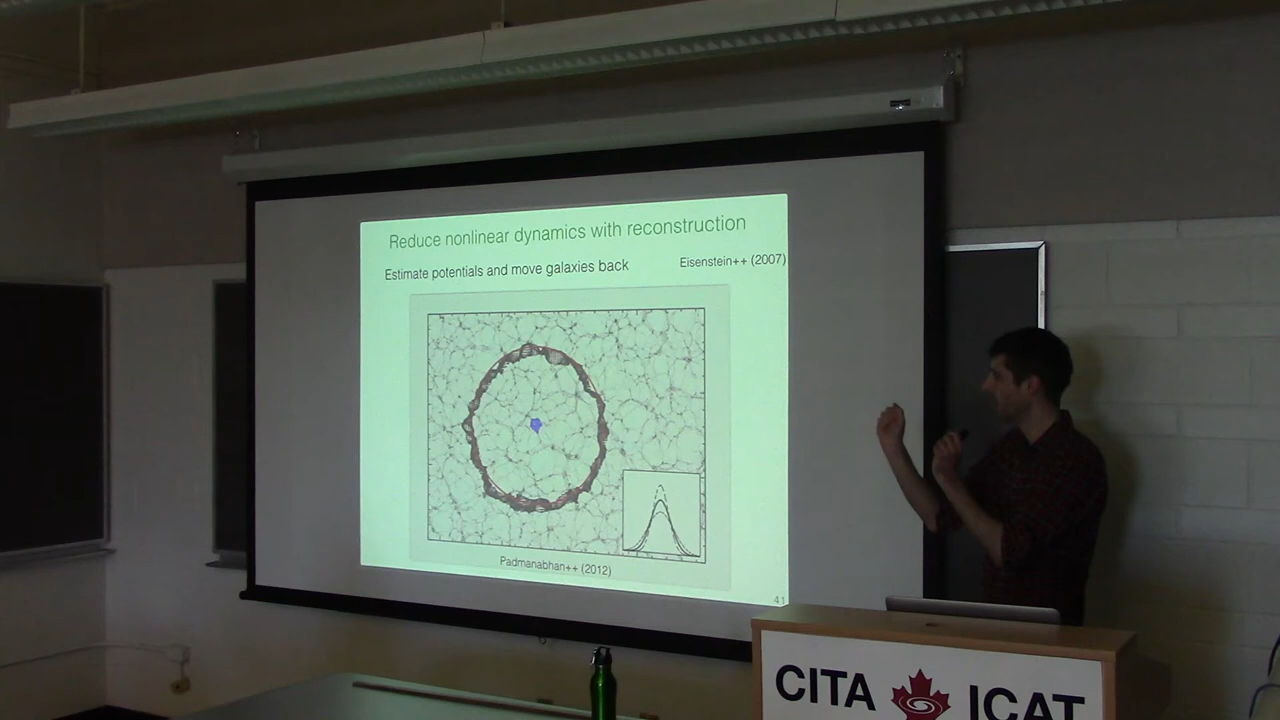 Reduce nonlinear dynamics with reconstruction
Estimate potentials and move galaxies back
Eisenstein++ (2007)
Padmanabhan++ (2012)
41
CITA ICAT